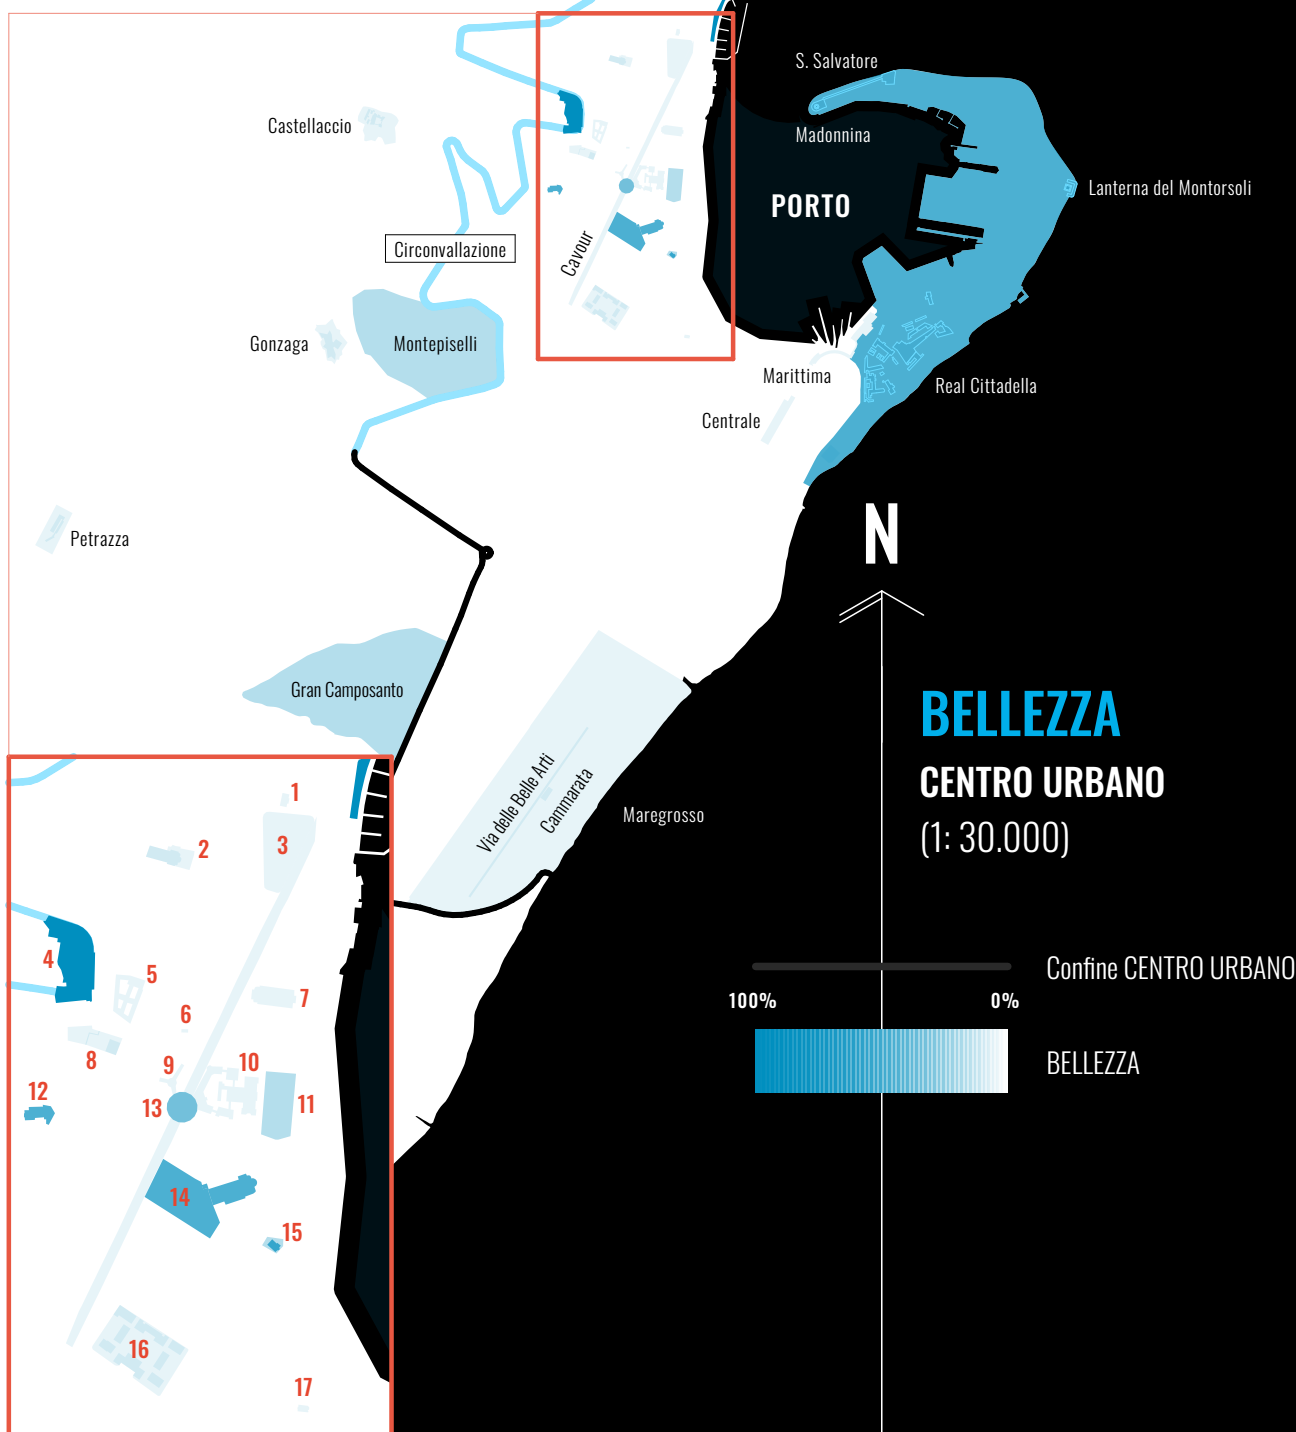 S. Salvatore
Castellaccio
Madonnina
Lanterna del Montorsoli
PORTO
Circonvallazione
Cavour
Gonzaga
Montepiselli
Marittima
Real Cittadella
Centrale
N
Petrazza
Gran Camposanto
BELLEZZA
CENTRO URBANO
(1: 30.000)
Via delle Belle Arti
Cammarata
Maregrosso
1
2
3
4
5
6
7
8
9
10
11
12
13
14
15
16
17
Confine CENTRO URBANO
100%
0%
BELLEZZA